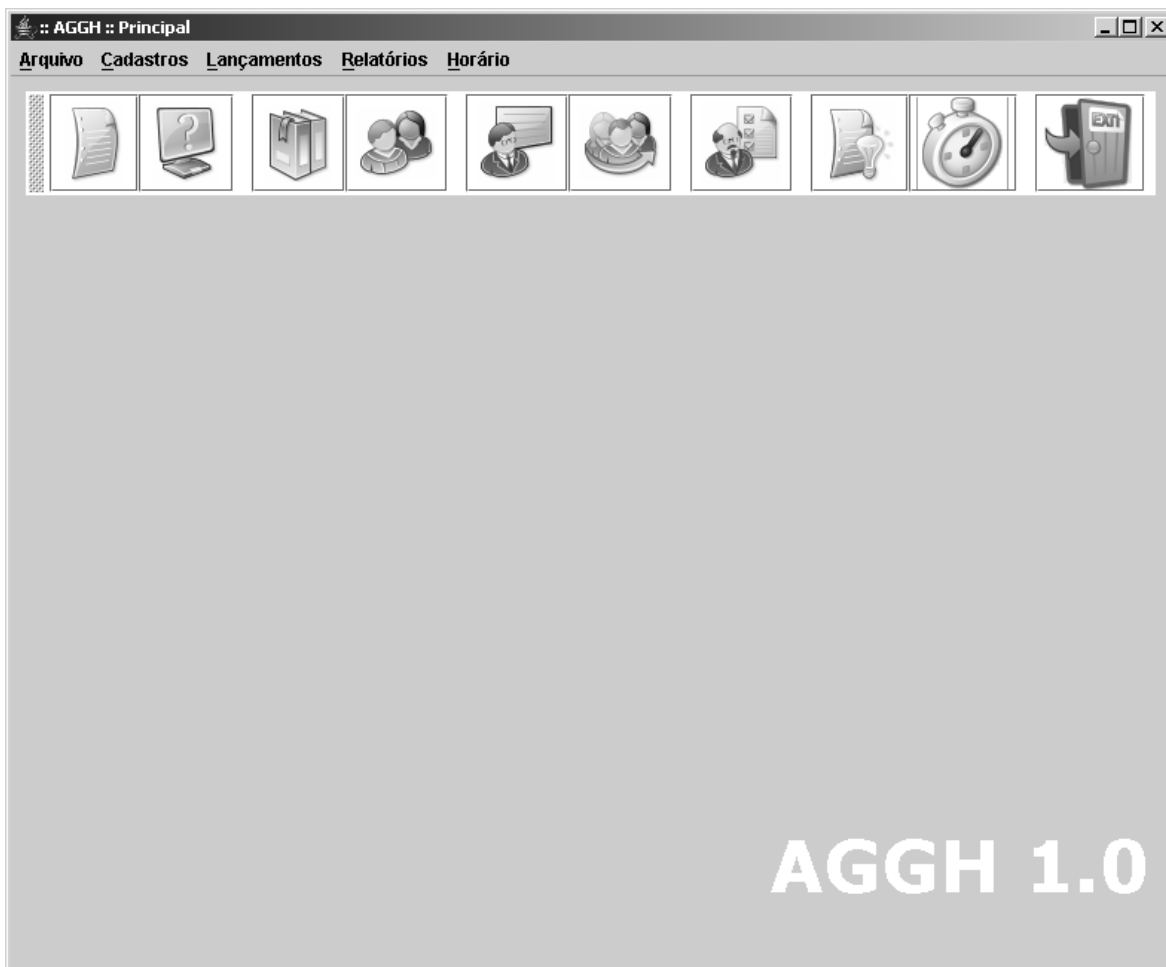 :: AGGH :: Principal
Arquivo Cadastros Lançamentos Relatórios Horário
EXIT
AGGH 1.0